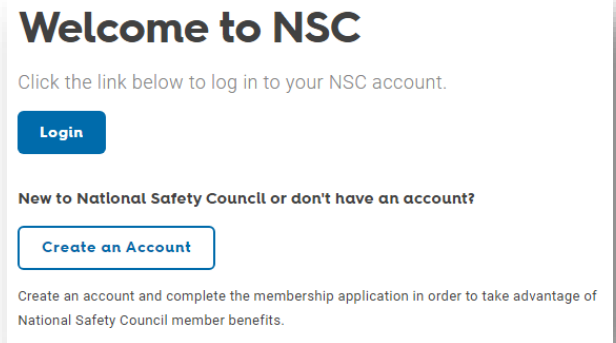 Welcome to NSC
Click the link below to log in to your NSC account.
Login
New to National Safety Council or don't have an account?
Create an Account
Create an account and complete the membership application in order to take advantage of
National Safety Council member benefits.